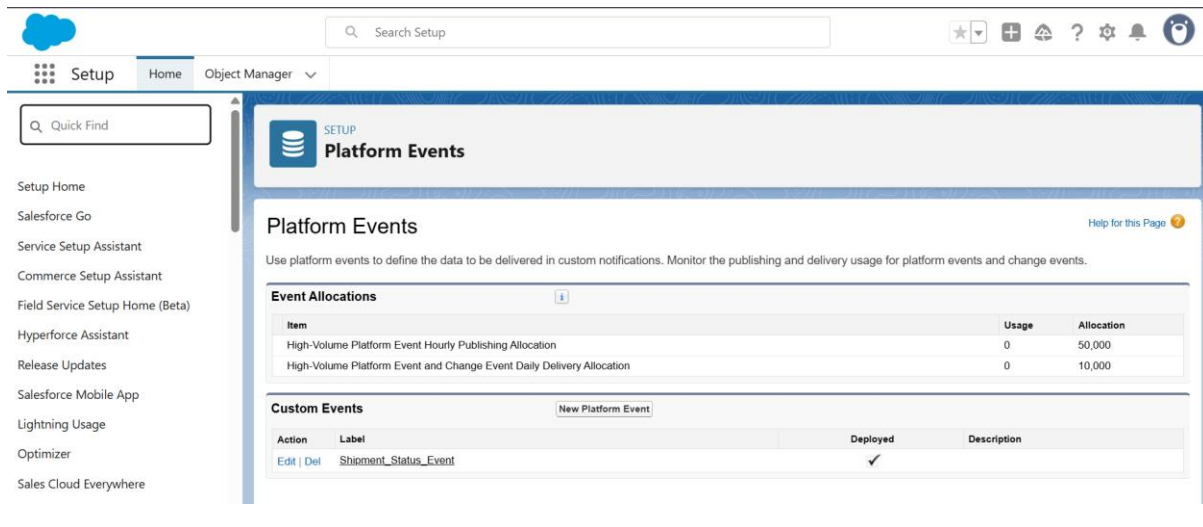 Search Setup
Setup Home Object Manager
Quick Find
Setup Home
Salesforce Go
Service Setup Assistant
Commerce Setup Assistant
Field Service Setup Home (Beta)
Hyperforce Assistant
Release Updates
Salesforce Mobile App
Lightning Usage
Optimizer
Sales Cloud Everywhere
SETUP
Platform Events
Platform Events
Help for this Page ?
Use platform events to define the data to be delivered in custom notifications. Monitor the publishing and delivery usage for platform events and change events.
Event Allocations i
Item Usage Allocation
High-Volume Platform Event Hourly Publishing Allocation 0 50,000
High-Volume Platform Event and Change Event Daily Delivery Allocation 0 10,000
Custom Events New Platform Event
Action Label Deployed Description
Edit | Del Shipment_Status_Event ✓